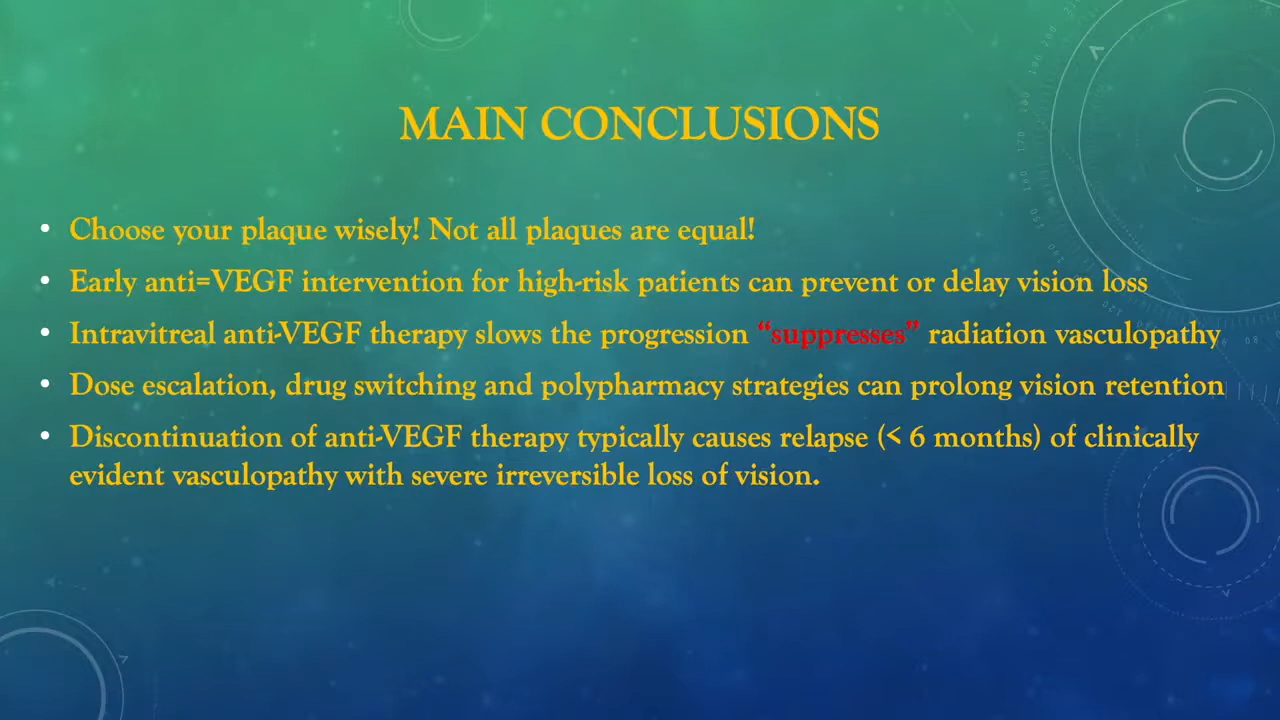 MAIN CONCLUSIONS
• Choose your plaque wisely! Not all plaques are equal!
• Early anti=VEGF intervention for high-risk patients can prevent or delay vision loss
• Intravitreal anti-VEGF therapy slows the progression “suppresses” radiation vasculopathy
• Dose escalation, drug switching and polypharmacy strategies can prolong vision retention
• Discontinuation of anti-VEGF therapy typically causes relapse (< 6 months) of clinically
evident vasculopathy with severe irreversible loss of vision.